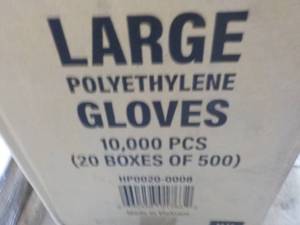 LARGE
POLYETHYLENE
GLOVES
10,000 PCS
(20 BOXES OF 500)
HP0020-0008
Made in Vietnam